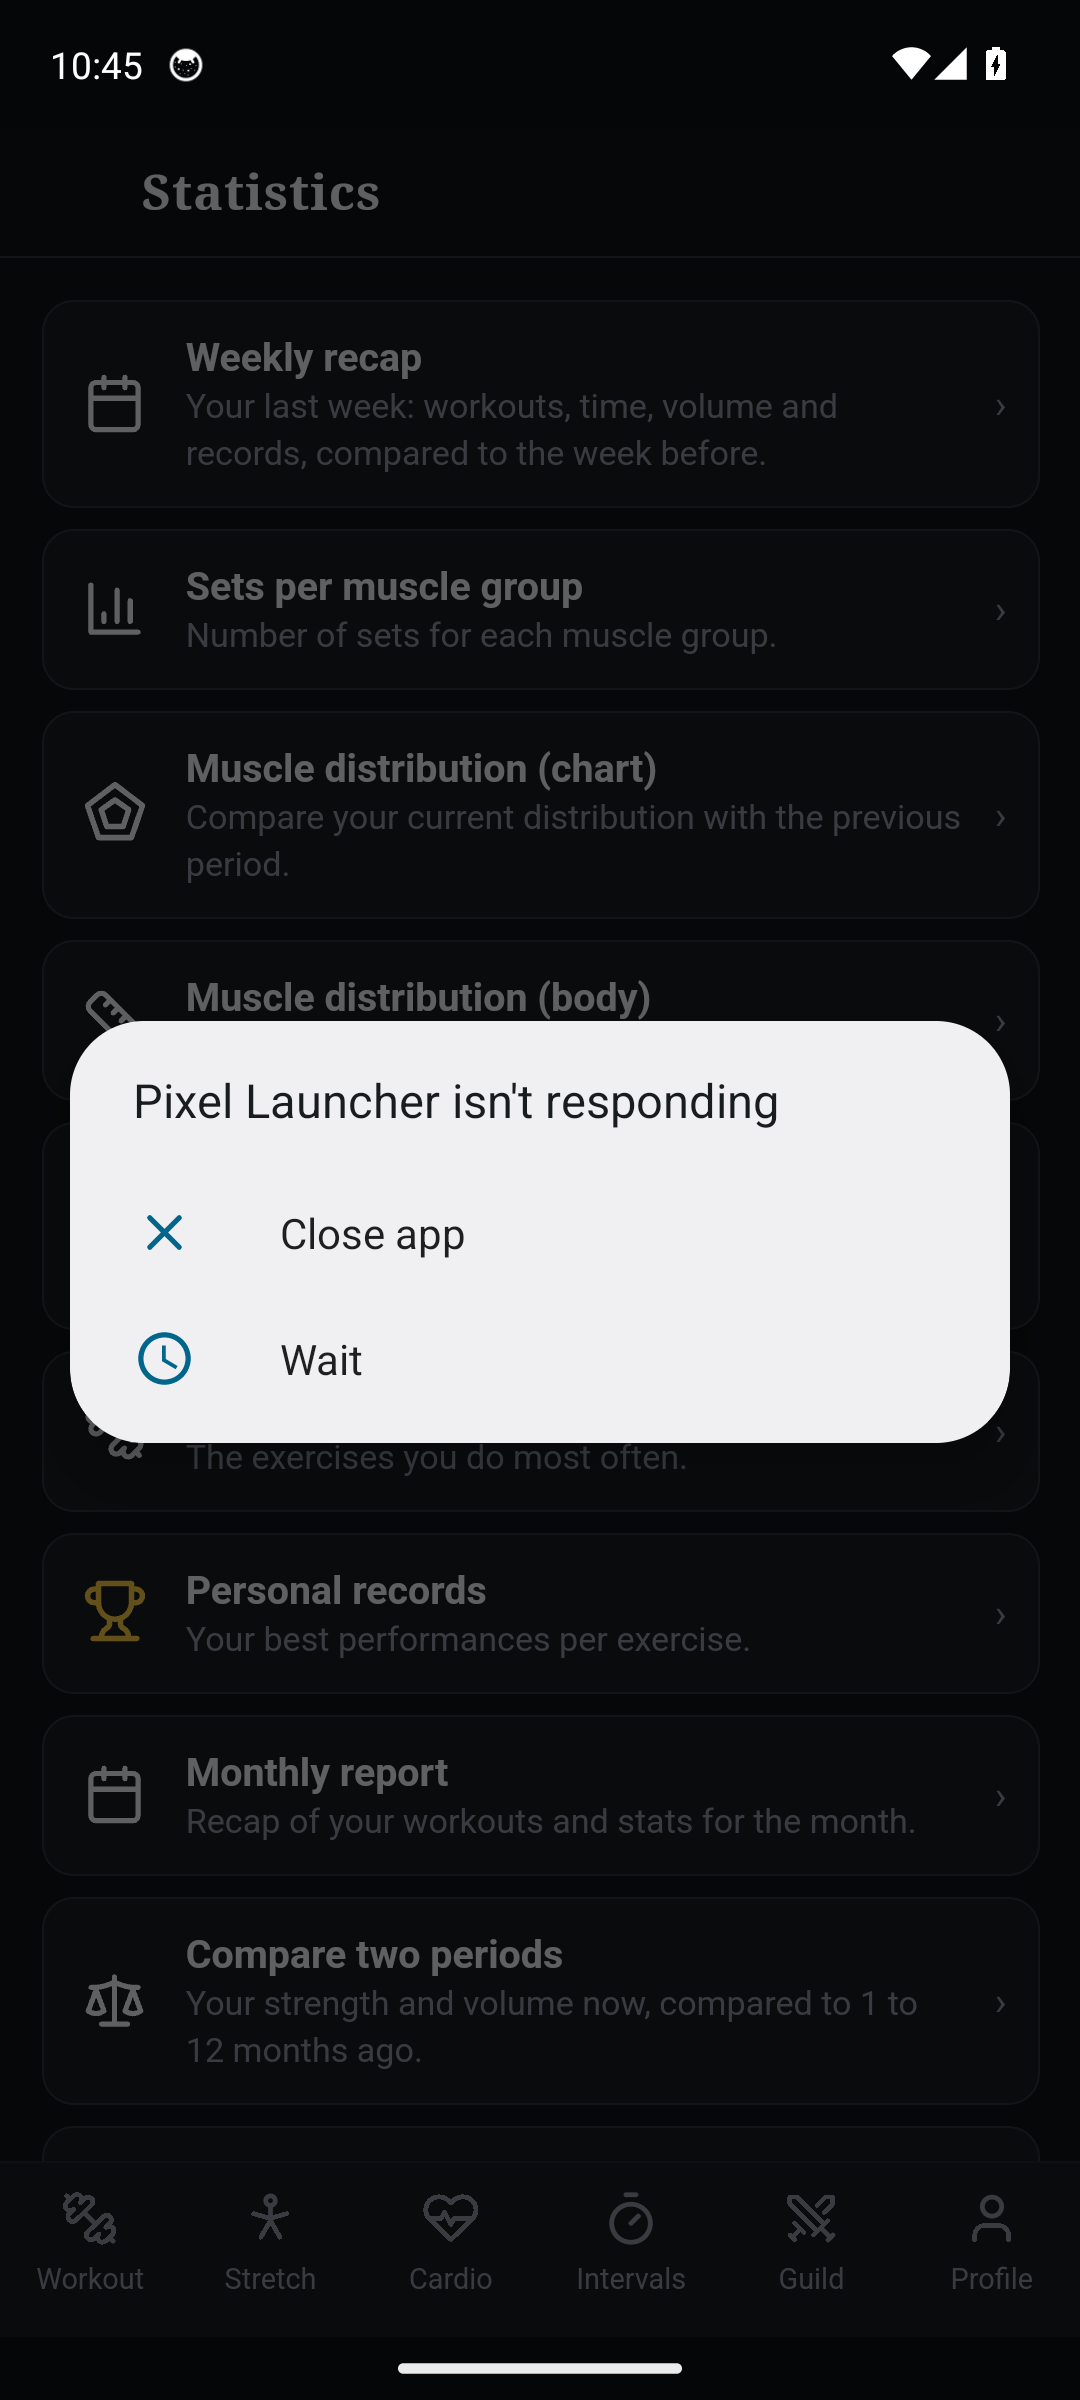 10:45
Statistics
Weekly recap
Your last week: workouts, time, volume and
records, compared to the week before.
Sets per muscle group
Number of sets for each muscle group.
Muscle distribution (chart)
Compare your current distribution with the previous
period.
Muscle distribution (body)
Pixel Launcher isn't responding
Close app
Wait
The exercises you do most often.
Personal records
Your best performances per exercise.
Monthly report
Recap of your workouts and stats for the month.
Compare two periods
Your strength and volume now, compared to 1 to
12 months ago.
Workout
Stretch
Cardio
Intervals
Guild
Profile